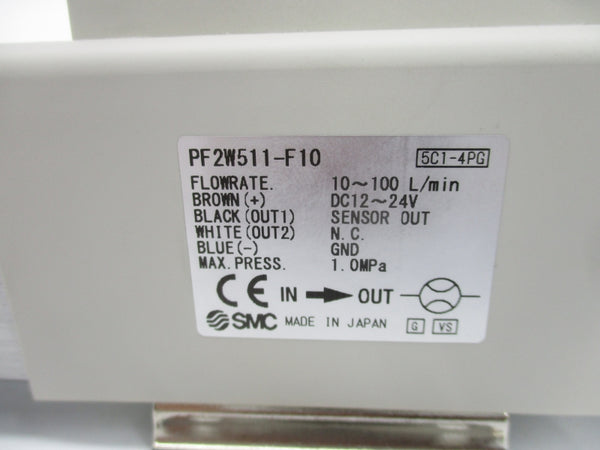 PF2W511-F10 5C1-4PG
FLOWRATE. 10～100 L/min
BROWN(+) DC12～24V
BLACK(OUT1) SENSOR OUT
WHITE(OUT2) N.C.
BLUE(-) GND
MAX.PRESS. 1.0MPa
CE IN → OUT
SMC MADE IN JAPAN G VS